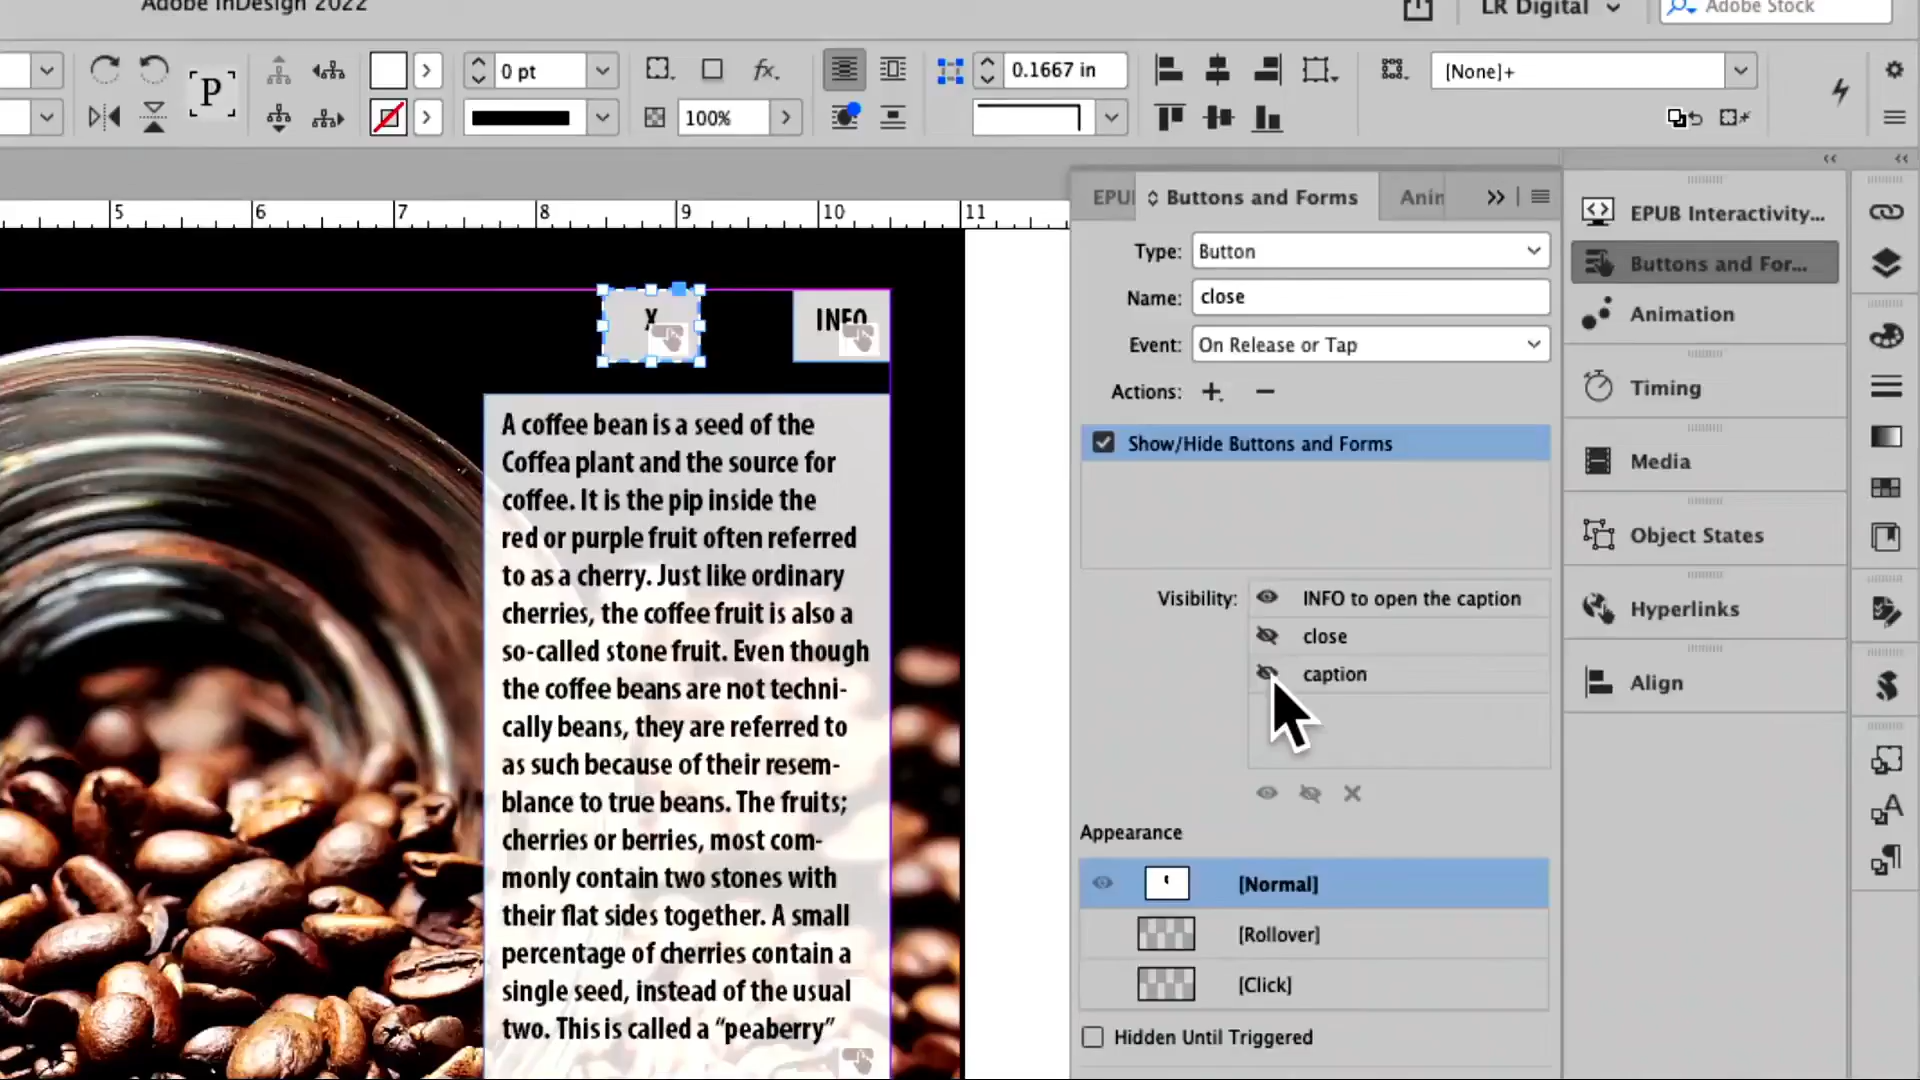 Adobe InDesign 2022
LR Digital
Adobe Stock
P
0 pt
fx.
0.1667 in
[None]+
100%
EPU
Buttons and Forms
Anin
5
6
7
8
9
10
11
Type:
Button
Name:
close
Event:
On Release or Tap
Actions:
Show/Hide Buttons and Forms
Visibility:
INFO to open the caption
close
caption
Appearance
[Normal]
[Rollover]
[Click]
Hidden Until Triggered
EPUB Interactivity...
Buttons and For...
Animation
Timing
Media
Object States
Hyperlinks
Align
X
INFO
A coffee bean is a seed of the
Coffea plant and the source for
coffee. It is the pip inside the
red or purple fruit often referred
to as a cherry. Just like ordinary
cherries, the coffee fruit is also a
so-called stone fruit. Even though
the coffee beans are not techni-
cally beans, they are referred to
as such because of their resem-
blance to true beans. The fruits;
cherries or berries, most com-
monly contain two stones with
their flat sides together. A small
percentage of cherries contain a
single seed, instead of the usual
two. This is called a “peaberry”